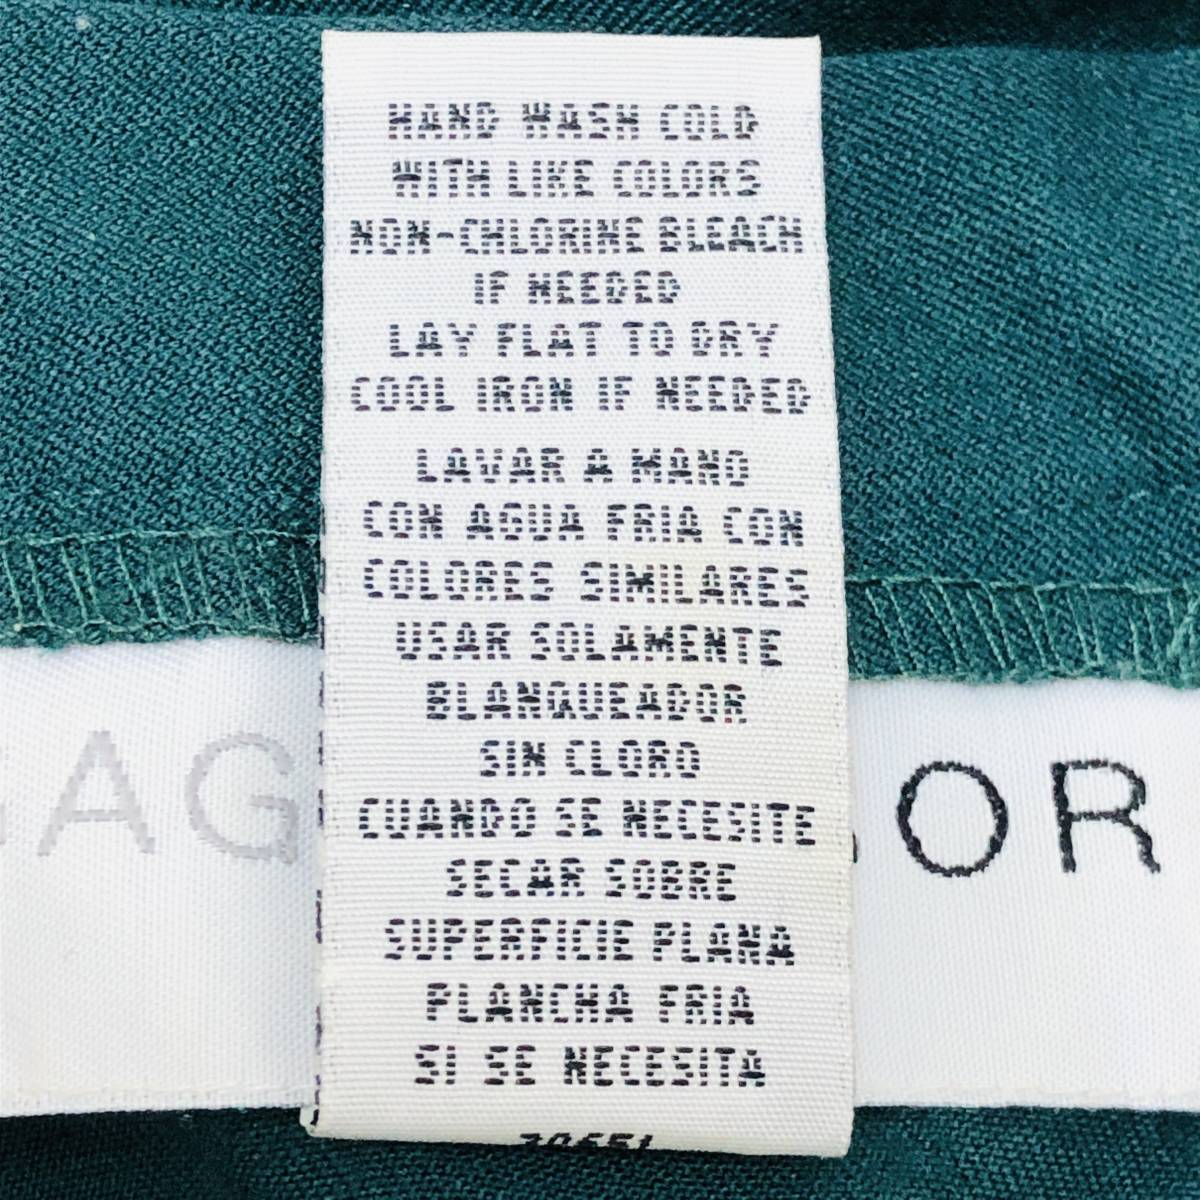 HAND WASH COLD
WITH LIKE COLORS
NON-CHLORINE BLEACH
IF NEEDED
LAY FLAT TO DRY
COOL IRON IF NEEDED
LAVAR A MANO
CON AGUA FRIA CON
COLORES SIMILARES
USAR SOLAMENTE
BLANQUEADOR
SIN CLORO
CUANDO SE NECESITE
SECAR SOBRE
SUPERFICIE PLANA
PLANCHA FRIA
SI SE NECESITA
AG
OR